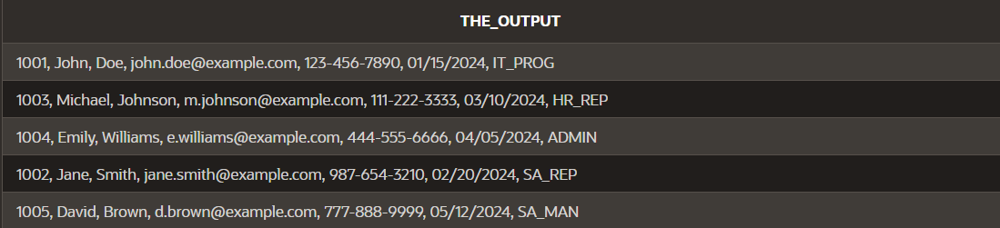 THE_OUTPUT
1001, John, Doe, john.doe@example.com, 123-456-7890, 01/15/2024, IT_PROG
1003, Michael, Johnson, m.johnson@example.com, 111-222-3333, 03/10/2024, HR_REP
1004, Emily, Williams, e.williams@example.com, 444-555-6666, 04/05/2024, ADMIN
1002, Jane, Smith, jane.smith@example.com, 987-654-3210, 02/20/2024, SA_REP
1005, David, Brown, d.brown@example.com, 777-888-9999, 05/12/2024, SA_MAN